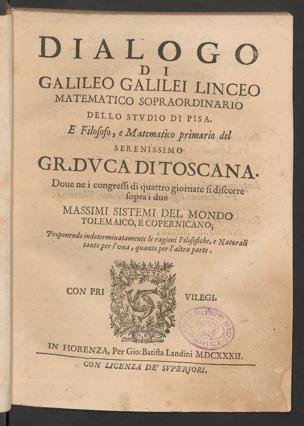 DIALOGO
DI
GALILEO GALILEI LINCEO
MATEMATICO SOPRAORDINARIO
DELLO STVDIO DI PISA.
E Filosofo, e Matematico primario del
SERENISSIMO
GR.DVCA DI TOSCANA.
Doue ne i congressi di quattro giornate si discorre
sopra i due
MASSIMI SISTEMI DEL MONDO
TOLEMAICO, E COPERNICANO;
Proponendo indeterminatamente le ragioni Filosofiche, e Naturali
tanto per l'vna, quanto per l'altra parte.
CON PRI VILEGI.
IN FIORENZA, Per Gio:Batista Landini MDCXXXII.
CON LICENZA DE' SVPERIORI.